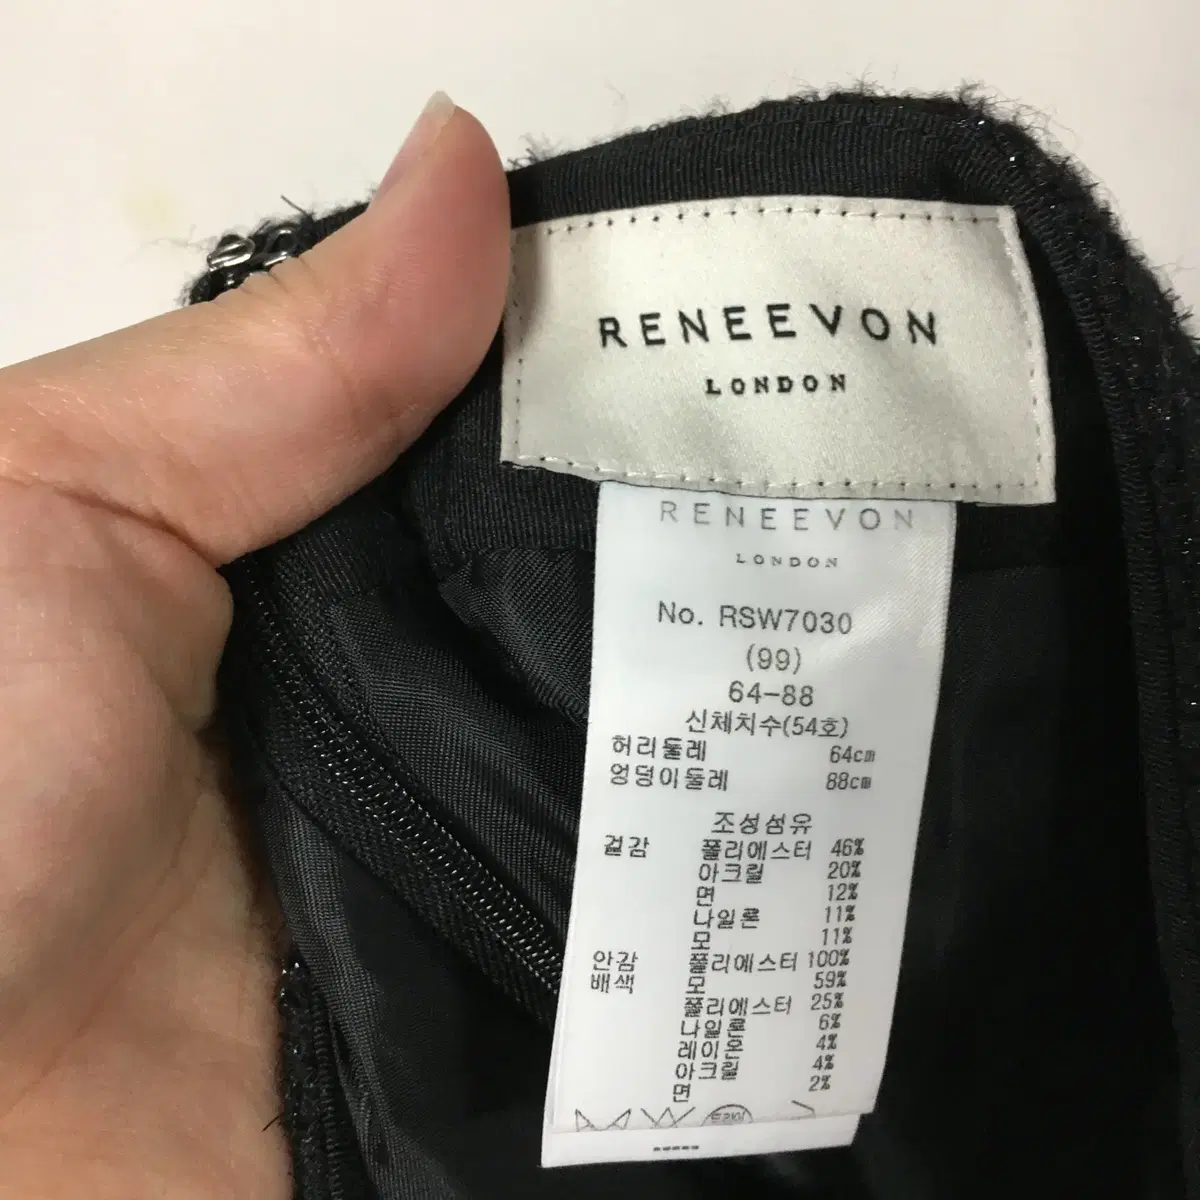 RENEEVON
LONDON
RENEEVON
LONDON
No. RSW7030
(99)
64-88
신체치수(54호)
허리둘레 64cm
엉덩이둘레 88cm
조성섬유
겉감 폴리에스터 46%
아크릴 20%
면 12%
나일론 11%
모 11%
안감 폴리에스터 100%
배색 모 59%
폴리에스터 25%
나일론 6%
레이온 4%
아크릴 4%
면 2%